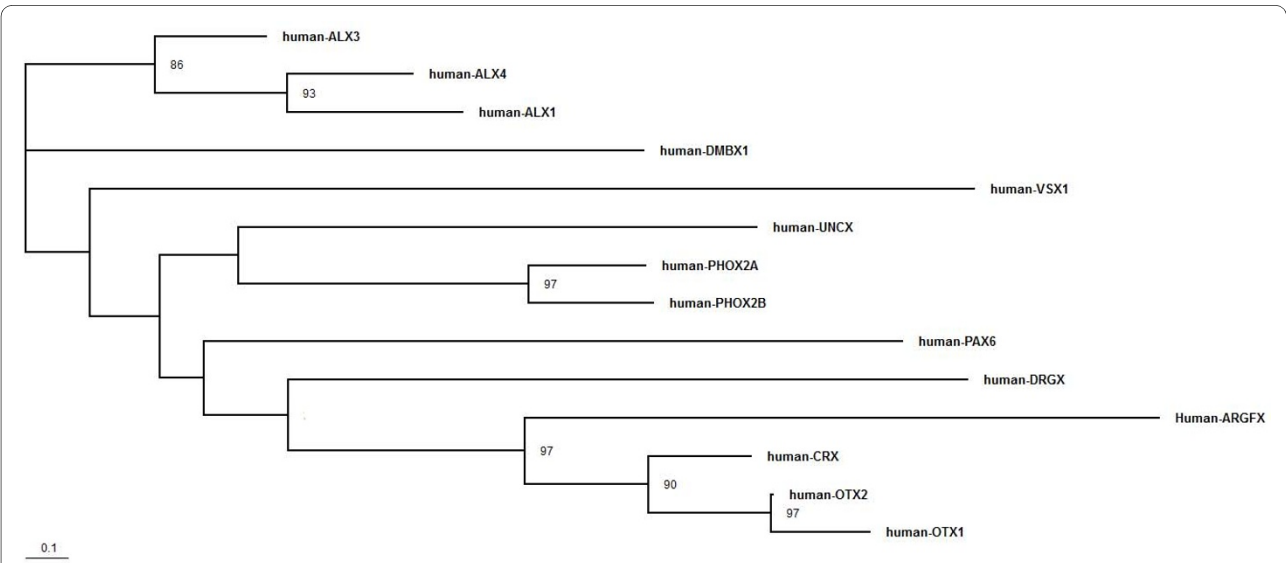 human-ALX3
86
human-ALX4
93
human-ALX1
human-DMBX1
human-VSX1
human-UNCX
human-PHOX2A
97
human-PHOX2B
human-PAX6
human-DRGX
Human-ARGFX
97
human-CRX
90
human-OTX2
97
human-OTX1
0.1